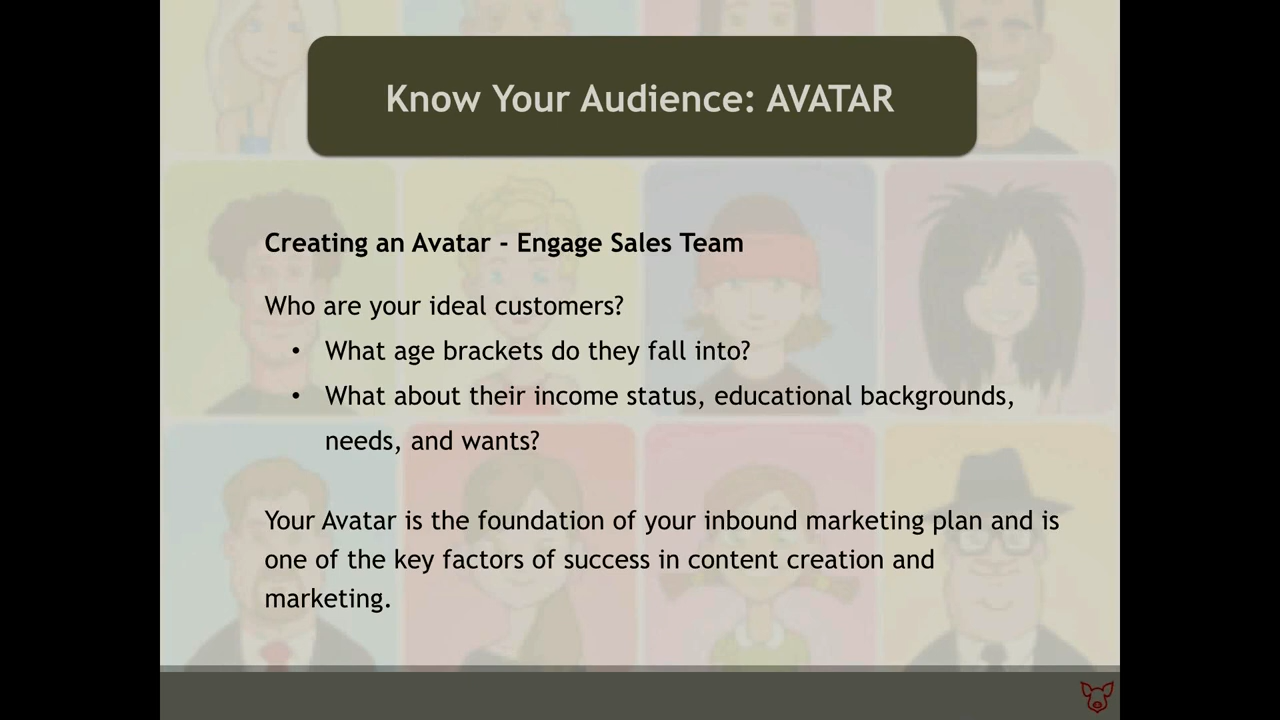 Know Your Audience: AVATAR
Creating an Avatar - Engage Sales Team
Who are your ideal customers?
• What age brackets do they fall into?
• What about their income status, educational backgrounds,
needs, and wants?
Your Avatar is the foundation of your inbound marketing plan and is
one of the key factors of success in content creation and
marketing.